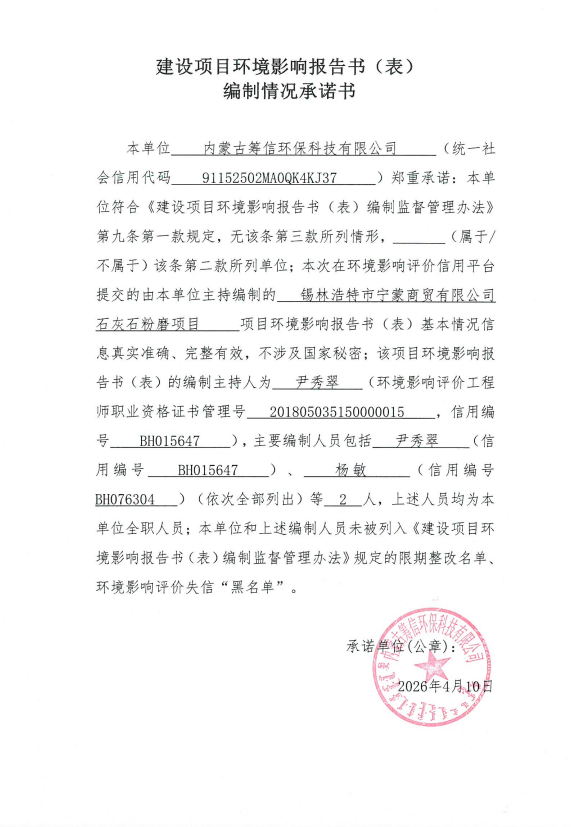 建设项目环境影响报告书（表）
编制情况承诺书
本单位 内蒙古筹信环保科技有限公司 （统一社
会信用代码 91152502MA0QK4KJ37 ）郑重承诺：本单
位符合《建设项目环境影响报告书（表）编制监督管理办法》
第九条第一款规定，无该条第三款所列情形，______（属于/
不属于）该条第二款所列单位；本次在环境影响评价信用平台
提交的由本单位主持编制的 锡林浩特市宁蒙商贸有限公司
石灰石粉磨项目 项目环境影响报告书（表）基本情况信
息真实准确、完整有效，不涉及国家秘密；该项目环境影响报
告书（表）的编制主持人为 尹秀翠 （环境影响评价工程
师职业资格证书管理号 201805035150000015 ，信用编
号 BH015647 ），主要编制人员包括 尹秀翠 （信
用编号 BH015647 ）、 杨敏 （信用编号
BH076304 ）（依次全部列出）等 2 人，上述人员均为本
单位全职人员；本单位和上述编制人员未被列入《建设项目环
境影响报告书（表）编制监督管理办法》规定的限期整改名单、
环境影响评价失信“黑名单”。
承诺单位(公章)：
2026年4月10日
内蒙古筹信环保科技有限公司